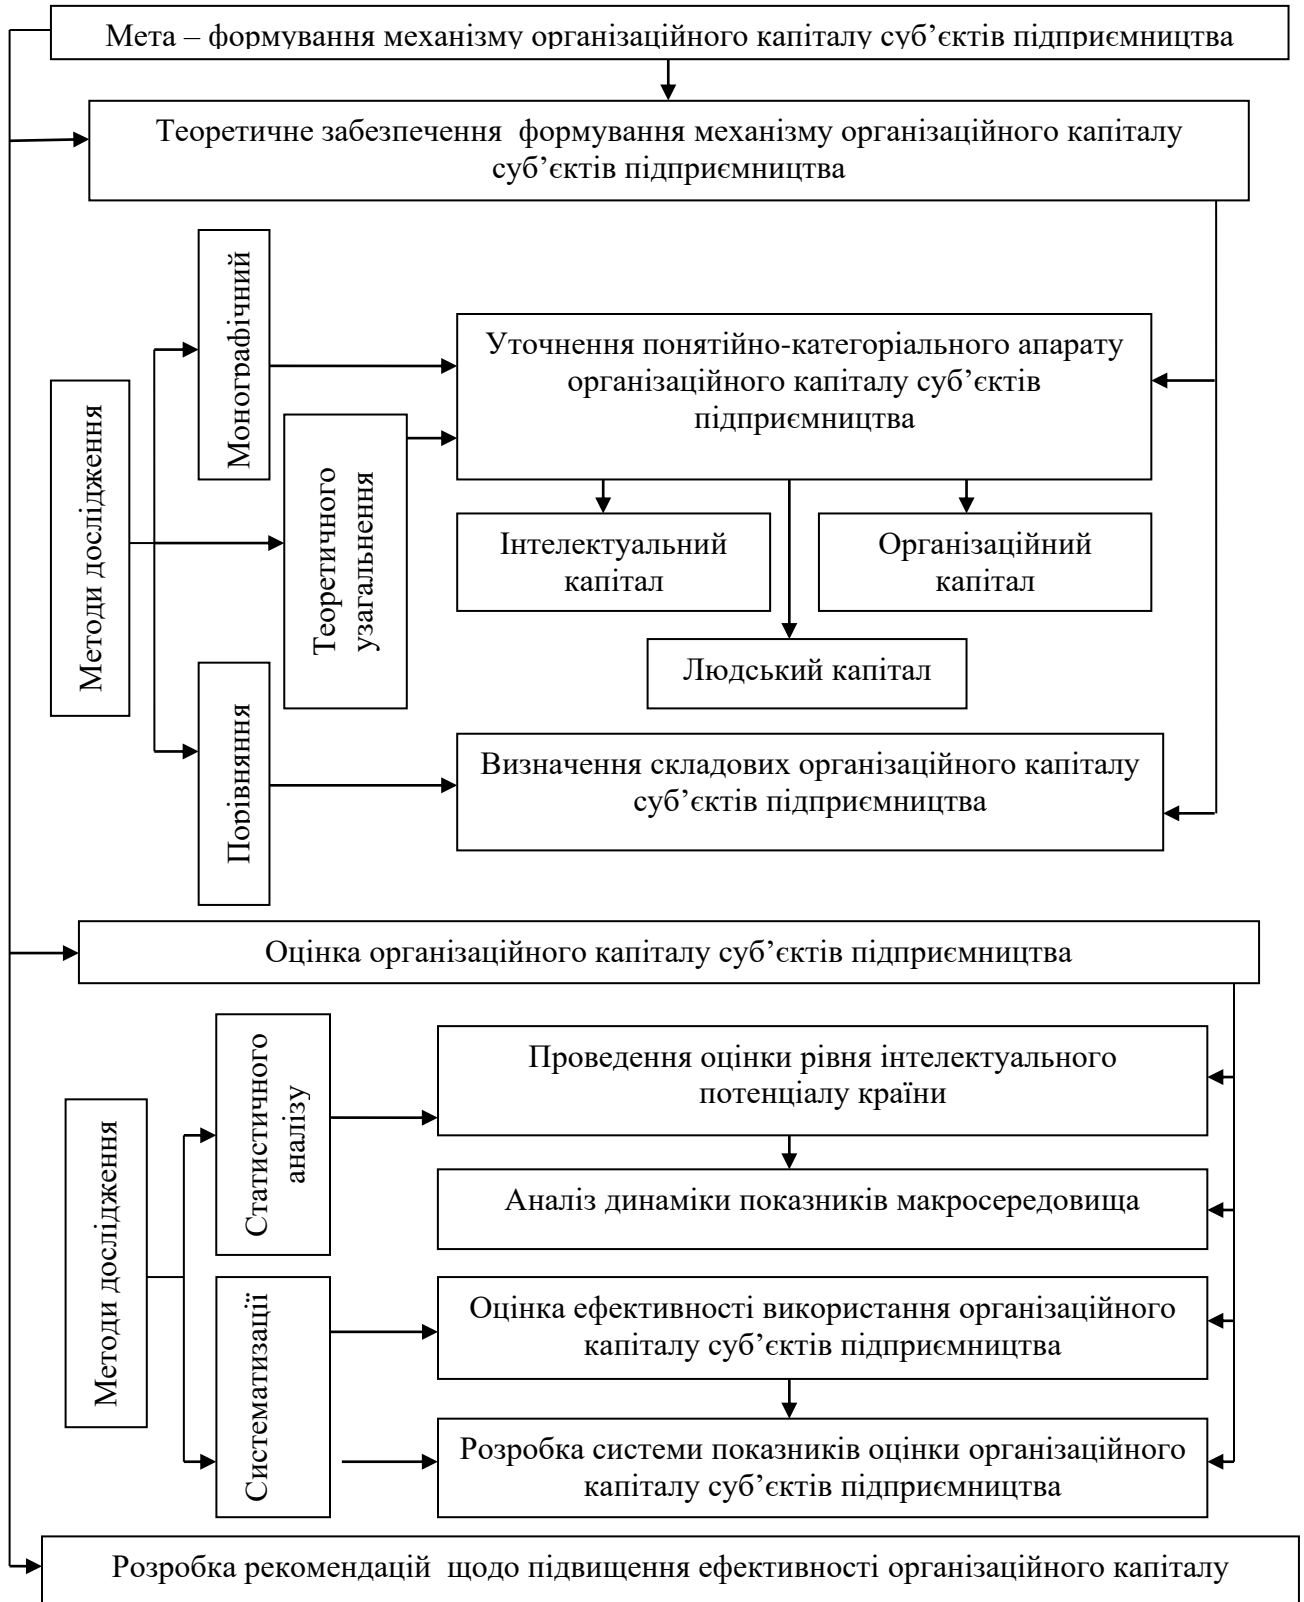 Мета – формування механізму організаційного капіталу суб’єктів підприємництва
Теоретичне забезпечення формування механізму організаційного капіталу
суб’єктів підприємництва
Методи дослідження
Монографічний
Теоретичного
узагальнення
Порівняння
Уточнення понятійно-категоріального апарату
організаційного капіталу суб’єктів
підприємництва
Інтелектуальний
капітал
Організаційний
капітал
Людський капітал
Визначення складових організаційного капіталу
суб’єктів підприємництва
Оцінка організаційного капіталу суб’єктів підприємництва
Методи дослідження
Статистичного
аналізу
Систематизації
Проведення оцінки рівня інтелектуального
потенціалу країни
Аналіз динаміки показників макросередовища
Оцінка ефективності використання організаційного
капіталу суб’єктів підприємництва
Розробка системи показників оцінки організаційного
капіталу суб’єктів підприємництва
Розробка рекомендацій щодо підвищення ефективності організаційного капіталу